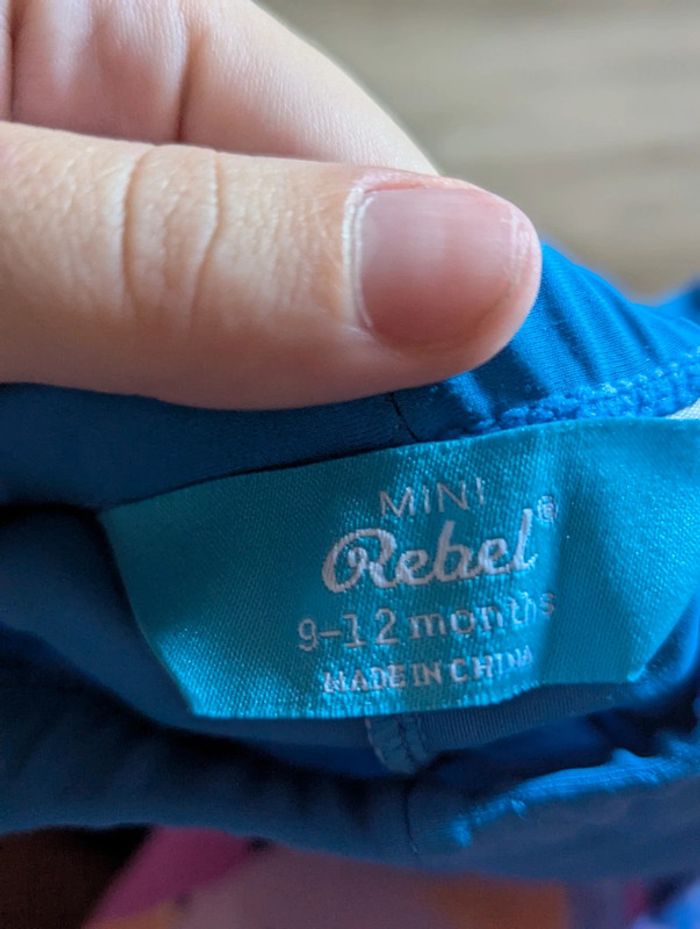 MINI
Rebel®
9-12 months
MADE IN CHINA